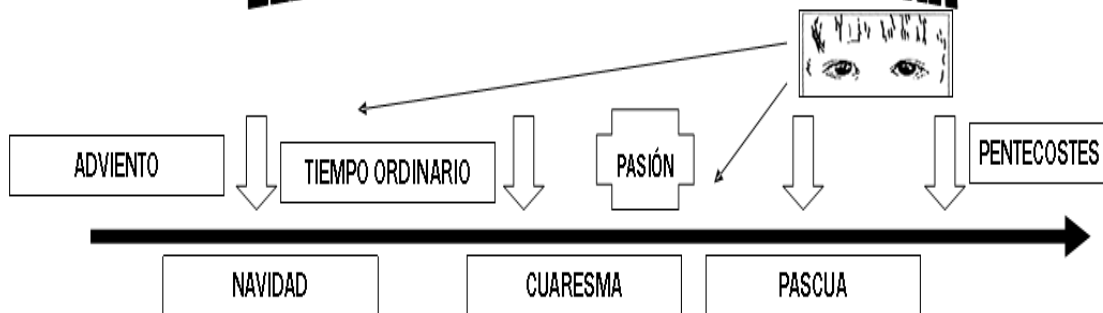 ADVIENTO
TIEMPO ORDINARIO
PASIÓN
PENTECOSTES
NAVIDAD
CUARESMA
PASCUA